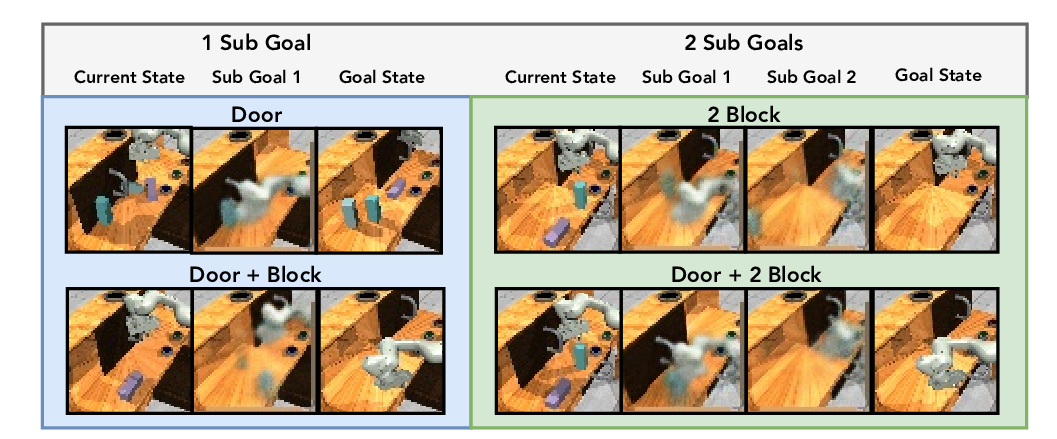 1 Sub Goal
2 Sub Goals
Current State
Sub Goal 1
Goal State
Current State
Sub Goal 1
Sub Goal 2
Goal State
Door
2 Block
Door + Block
Door + 2 Block